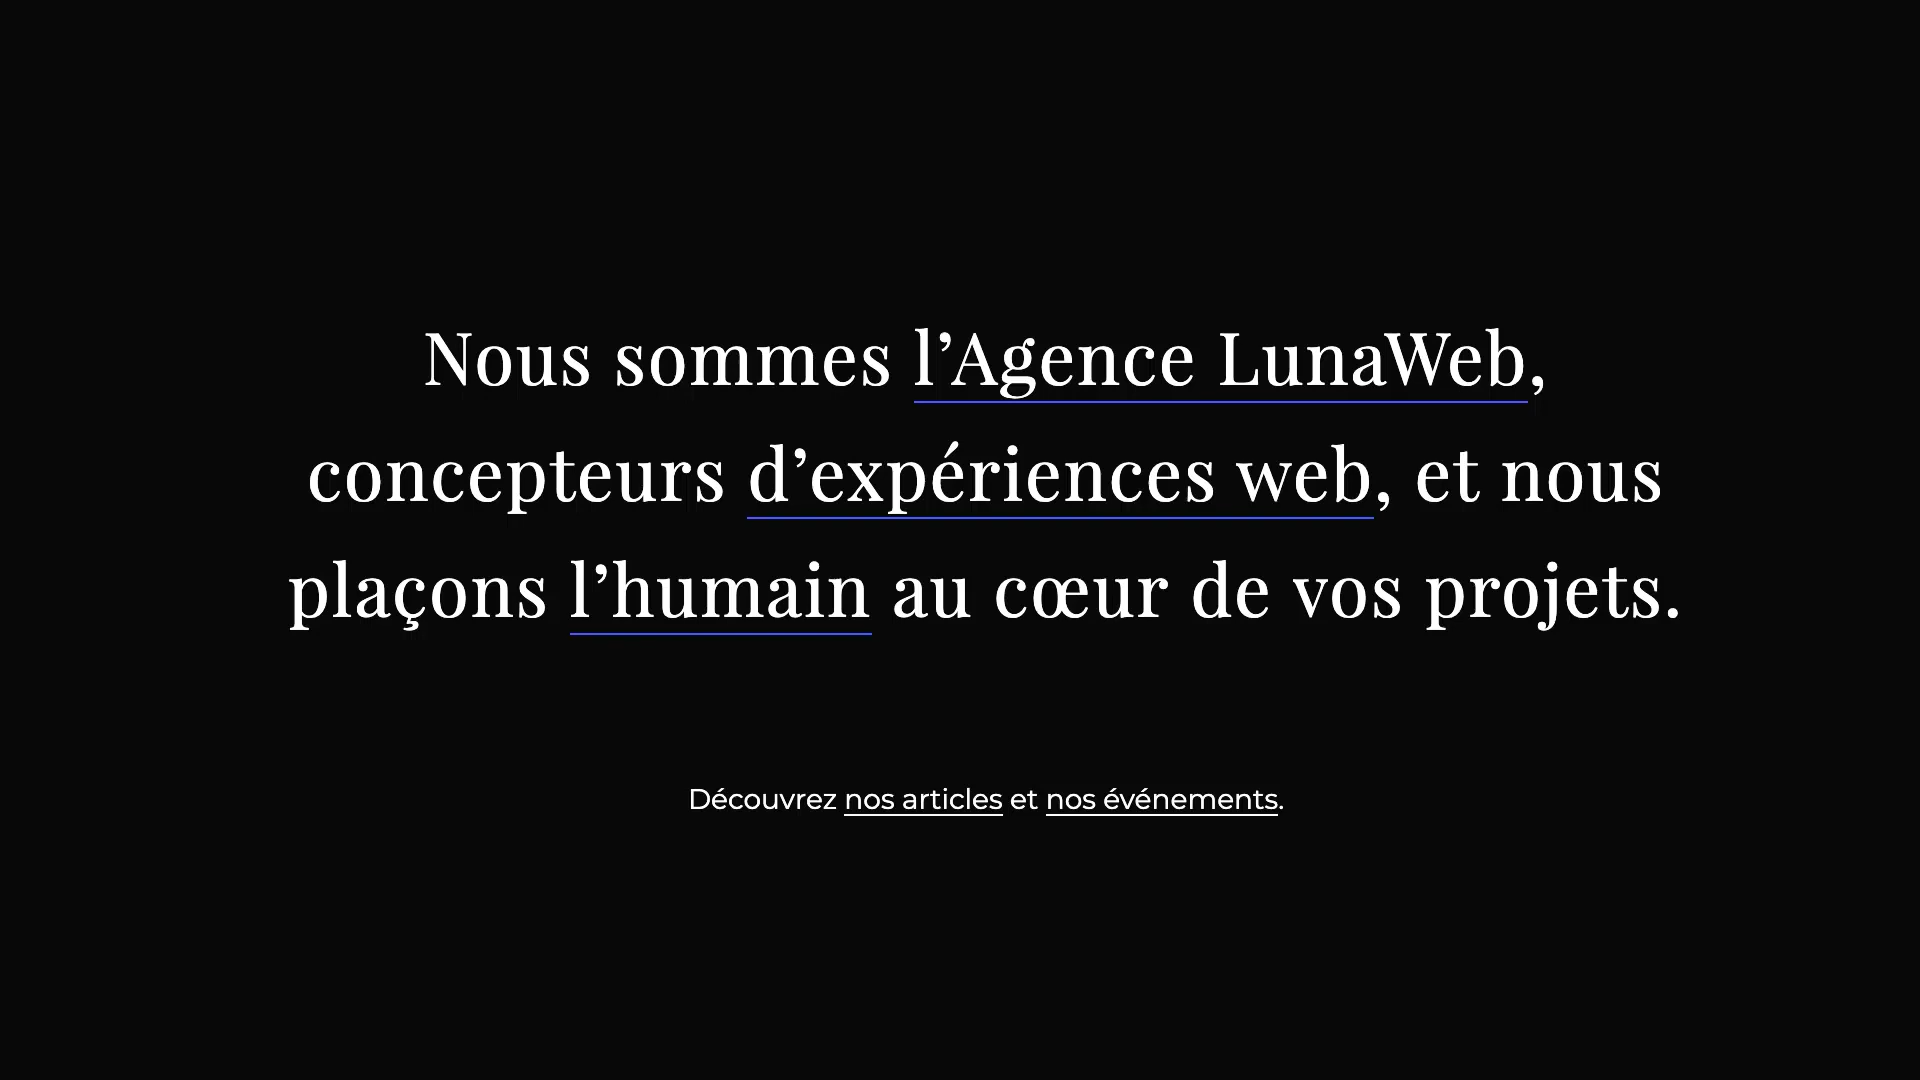 Nous sommes l’Agence LunaWeb,
concepteurs d’expériences web, et nous
plaçons l’humain au cœur de vos projets.
Découvrez nos articles et nos événements.